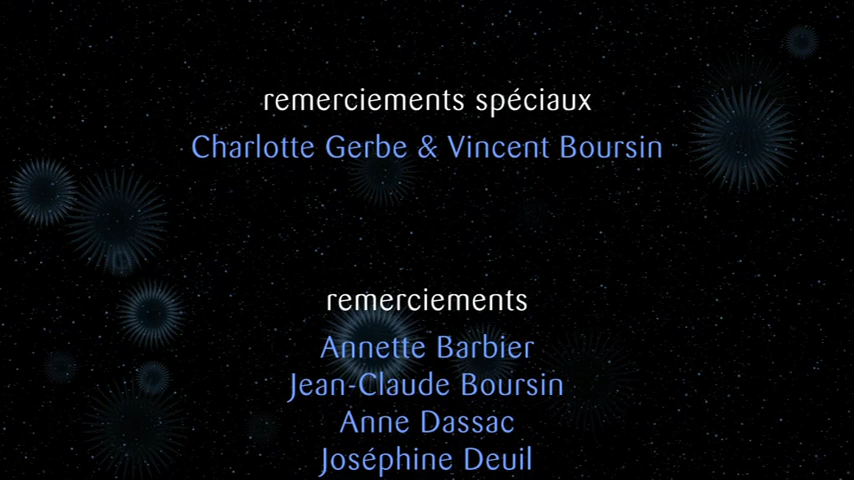 remerciements spéciaux
Charlotte Gerbe & Vincent Boursin
remerciements
Annette Barbier
Jean-Claude Boursin
Anne Dassac
Joséphine Deuil